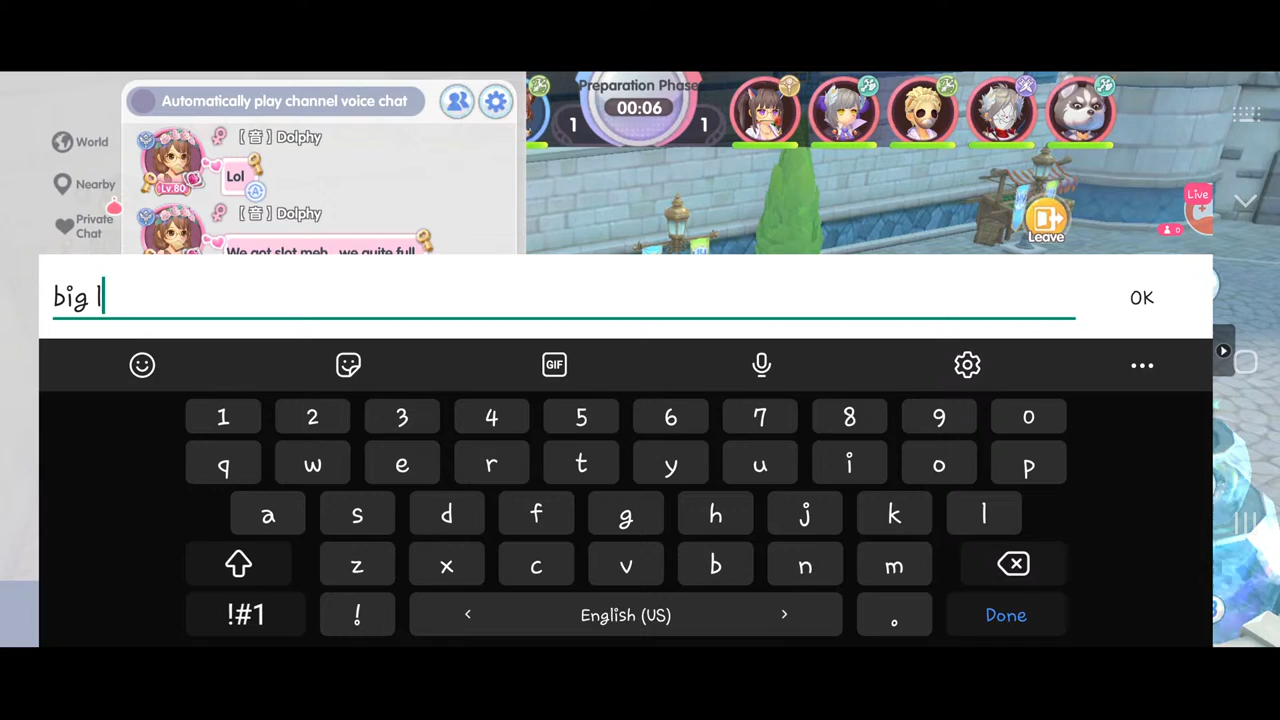 Automatically play channel voice chat
World
Nearby
Private
Chat
[ 音 ] Dolphy
Lv.80
Lol
A
[ 音 ] Dolphy
We got slot meh.. we quite full
Preparation Phase
00:06
1
1
Live
0
Leave
big l
OK
GIF
1 2 3 4 5 6 7 8 9 0
q w e r t y u i o p
a s d f g h j k l
z x c v b n m
!#1 ! < English (US) > . Done